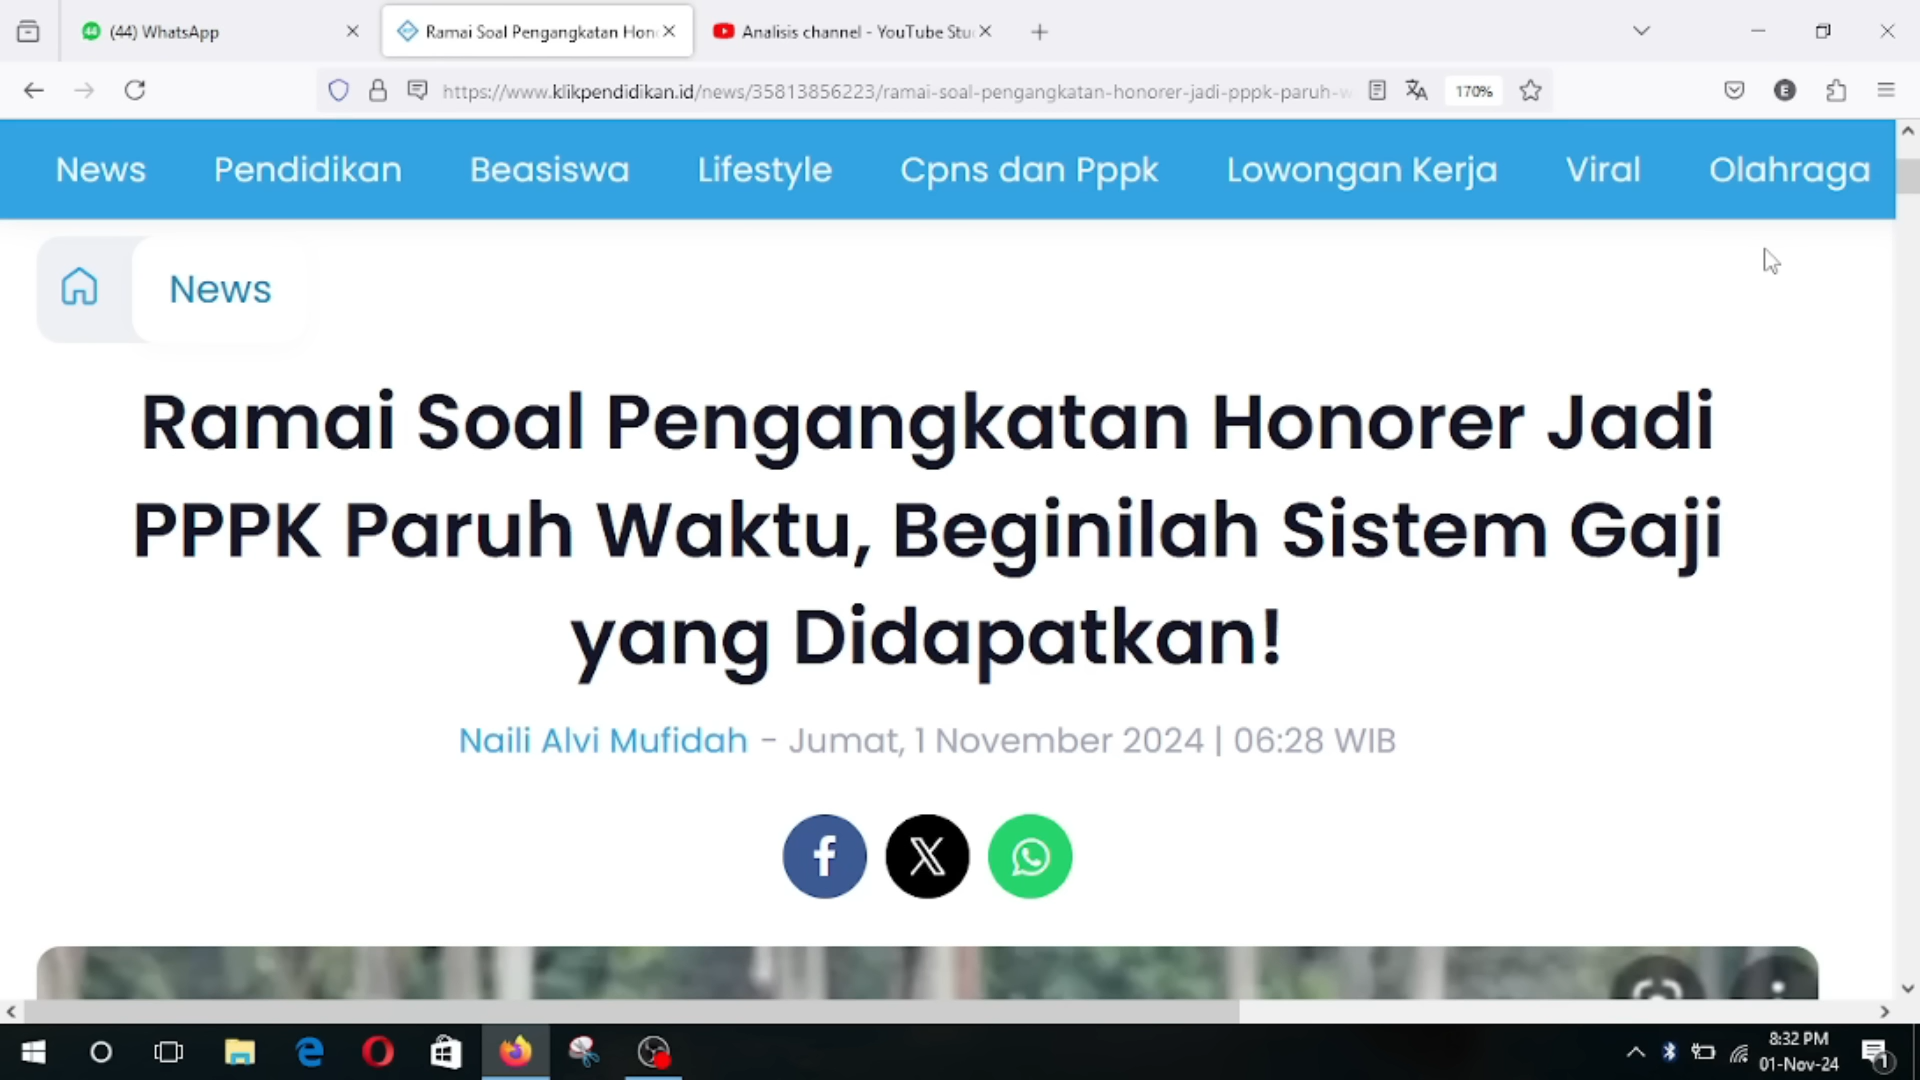 44 (44) WhatsApp
Ramai Soal Pengangkatan Hon
Analisis channel - YouTube Stu
https://www.klikpendidikan.id/news/35813856223/ramai-soal-pengangkatan-honorer-jadi-pppk-paruh-w
170%
E
News Pendidikan Beasiswa Lifestyle Cpns dan Pppk Lowongan Kerja Viral Olahraga
News
Ramai Soal Pengangkatan Honorer Jadi
PPPK Paruh Waktu, Beginilah Sistem Gaji
yang Didapatkan!
Naili Alvi Mufidah - Jumat, 1 November 2024 | 06:28 WIB
8:32 PM
01-Nov-24
1